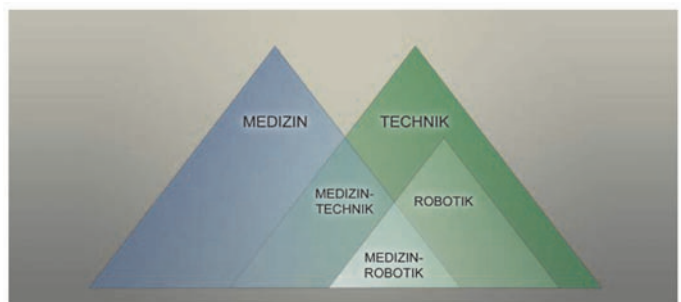 MEDIZIN
TECHNIK
MEDIZIN-
TECHNIK
ROBOTIK
MEDIZIN-
ROBOTIK